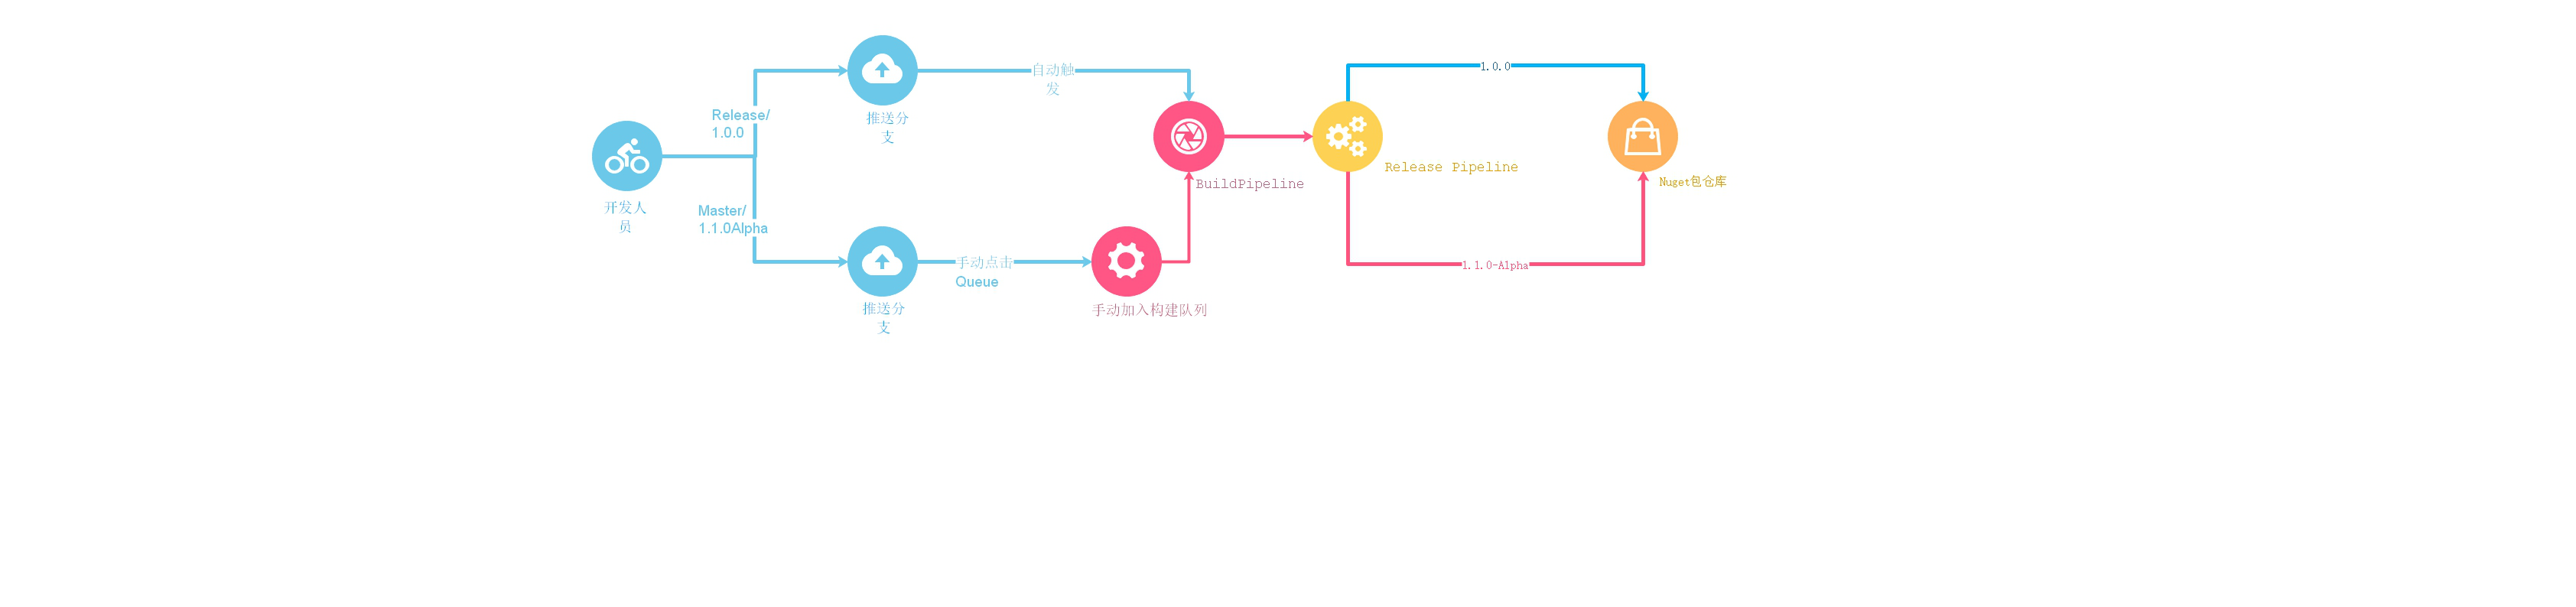 自动触
发
1.0.0
Release/
1.0.0
推送分
支
Release Pipeline
BuildPipeline
Nuget包仓库
开发人
员
Master/
1.1.0Alpha
手动点击
Queue
1.1.0-Alpha
推送分
支
手动加入构建队列